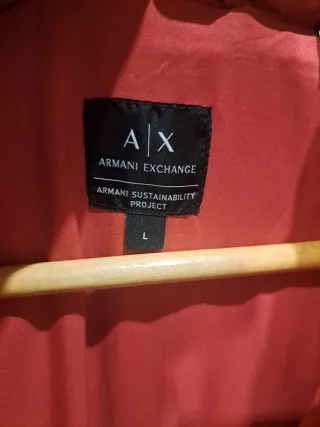 A|X
ARMANI EXCHANGE
ARMANI SUSTAINABILITY
PROJECT
L